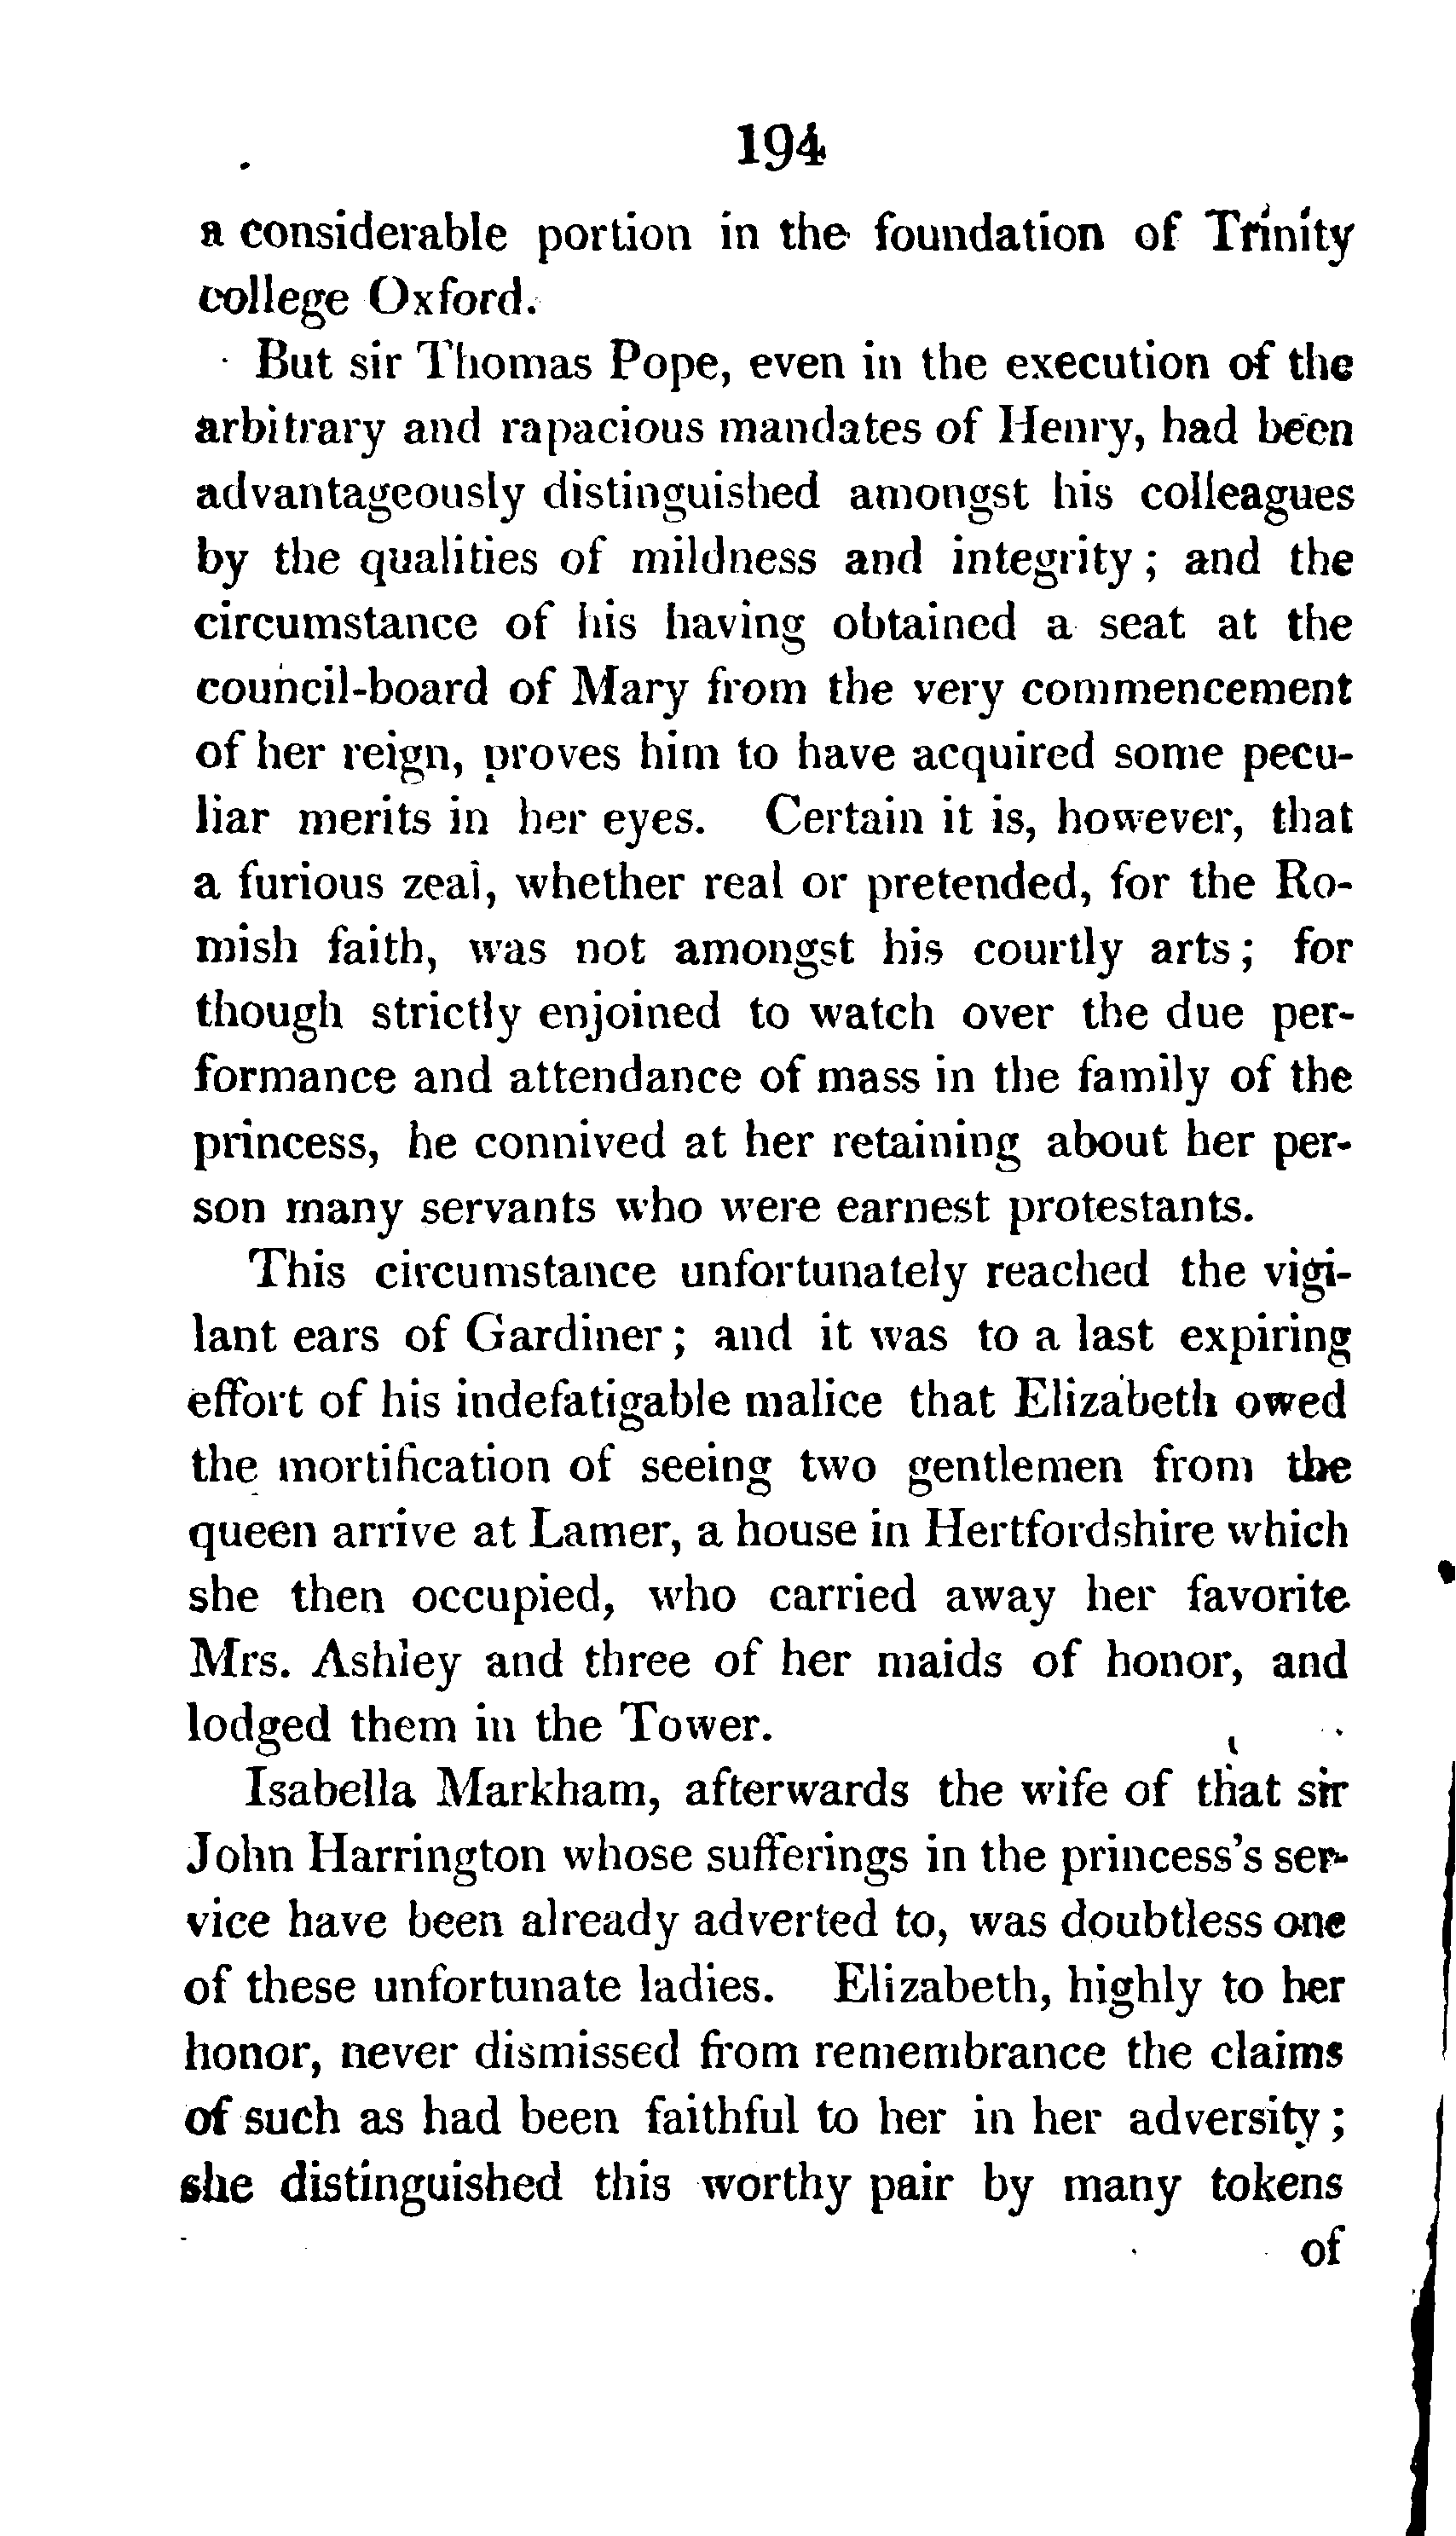 194
a considerable portion in the foundation of Trinity
college Oxford.
But sir Thomas Pope, even in the execution of the
arbitrary and rapacious mandates of Henry, had been
advantageously distinguished amongst his colleagues
by the qualities of mildness and integrity ; and the
circumstance of his having obtained a seat at the
council-board of Mary from the very commencement
of her reign, proves him to have acquired some pecu-
liar merits in her eyes. Certain it is, however, that
a furious zeal, whether real or pretended, for the Ro-
mish faith, was not amongst his courtly arts ; for
though strictly enjoined to watch over the due per-
formance and attendance of mass in the family of the
princess, he connived at her retaining about her per-
son many servants who were earnest protestants.
This circumstance unfortunately reached the vigi-
lant ears of Gardiner ; and it was to a last expiring
effort of his indefatigable malice that Elizabeth owed
the mortification of seeing two gentlemen from the
queen arrive at Lamer, a house in Hertfordshire which
she then occupied, who carried away her favorite
Mrs. Ashley and three of her maids of honor, and
lodged them in the Tower.
Isabella Markham, afterwards the wife of that sir
John Harrington whose sufferings in the princess's ser-
vice have been already adverted to, was doubtless one
of these unfortunate ladies. Elizabeth, highly to her
honor, never dismissed from remembrance the claims
of such as had been faithful to her in her adversity ;
she distinguished this worthy pair by many tokens
of